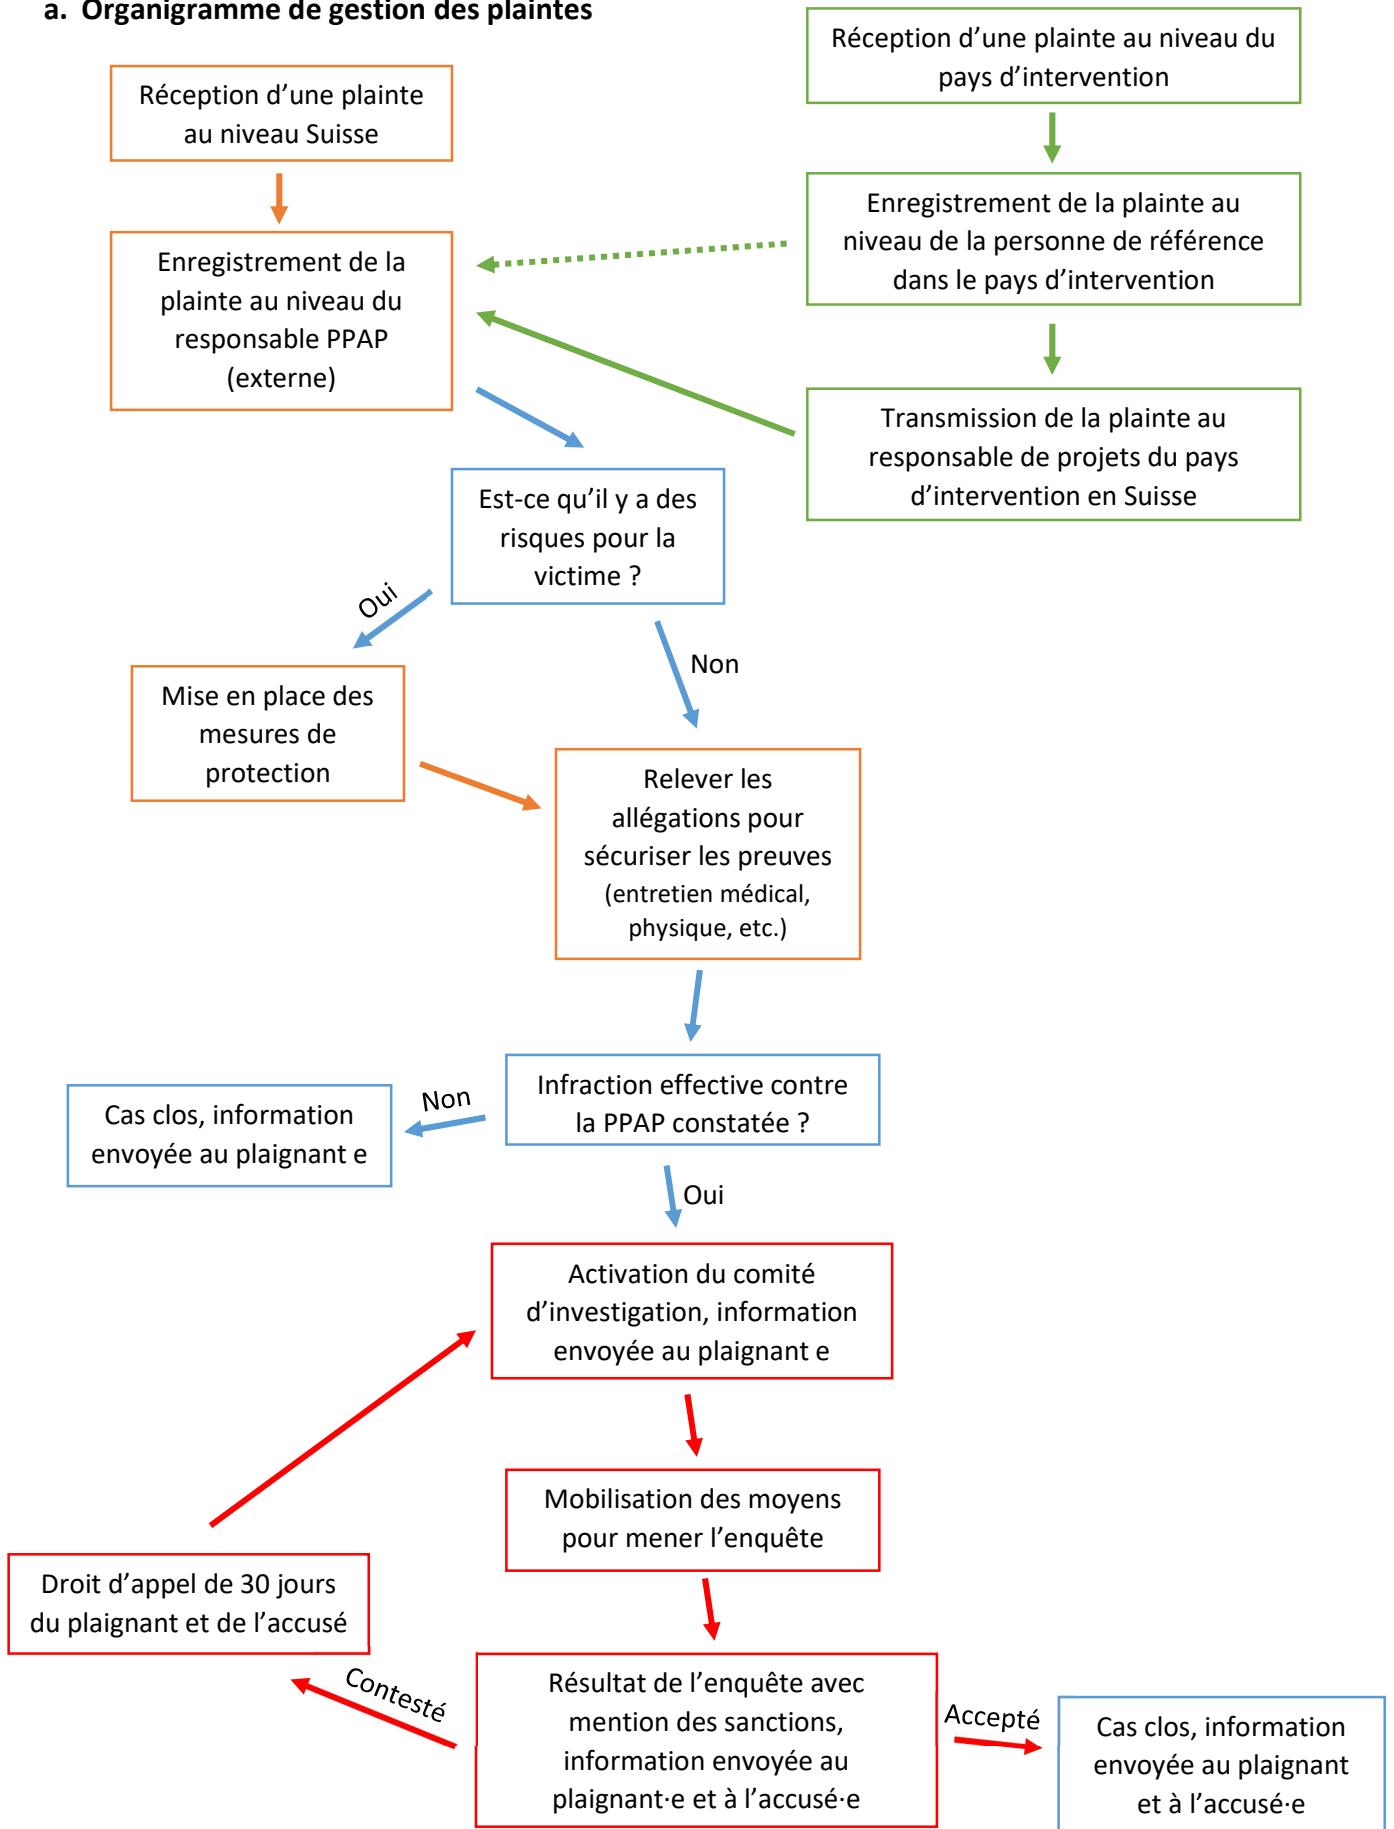 a. Organigramme de gestion des plaintes
Réception d’une plainte au niveau du
pays d’intervention
Réception d’une plainte
au niveau Suisse
Enregistrement de la plainte au
niveau de la personne de référence
dans le pays d’intervention
Enregistrement de la
plainte au niveau du
responsable PPAP
(externe)
Transmission de la plainte au
responsable de projets du pays
d’intervention en Suisse
Est-ce qu’il y a des
risques pour la
victime ?
Oui
Non
Mise en place des
mesures de
protection
Relever les
allégations pour
sécuriser les preuves
(entretien médical,
physique, etc.)
Infraction effective contre
la PPAP constatée ?
Non
Cas clos, information
envoyée au plaignant e
Oui
Activation du comité
d’investigation, information
envoyée au plaignant e
Mobilisation des moyens
pour mener l’enquête
Droit d’appel de 30 jours
du plaignant et de l’accusé
Contesté
Résultat de l’enquête avec
mention des sanctions,
information envoyée au
plaignant·e et à l’accusé·e
Accepté
Cas clos, information
envoyée au plaignant
et à l’accusé·e